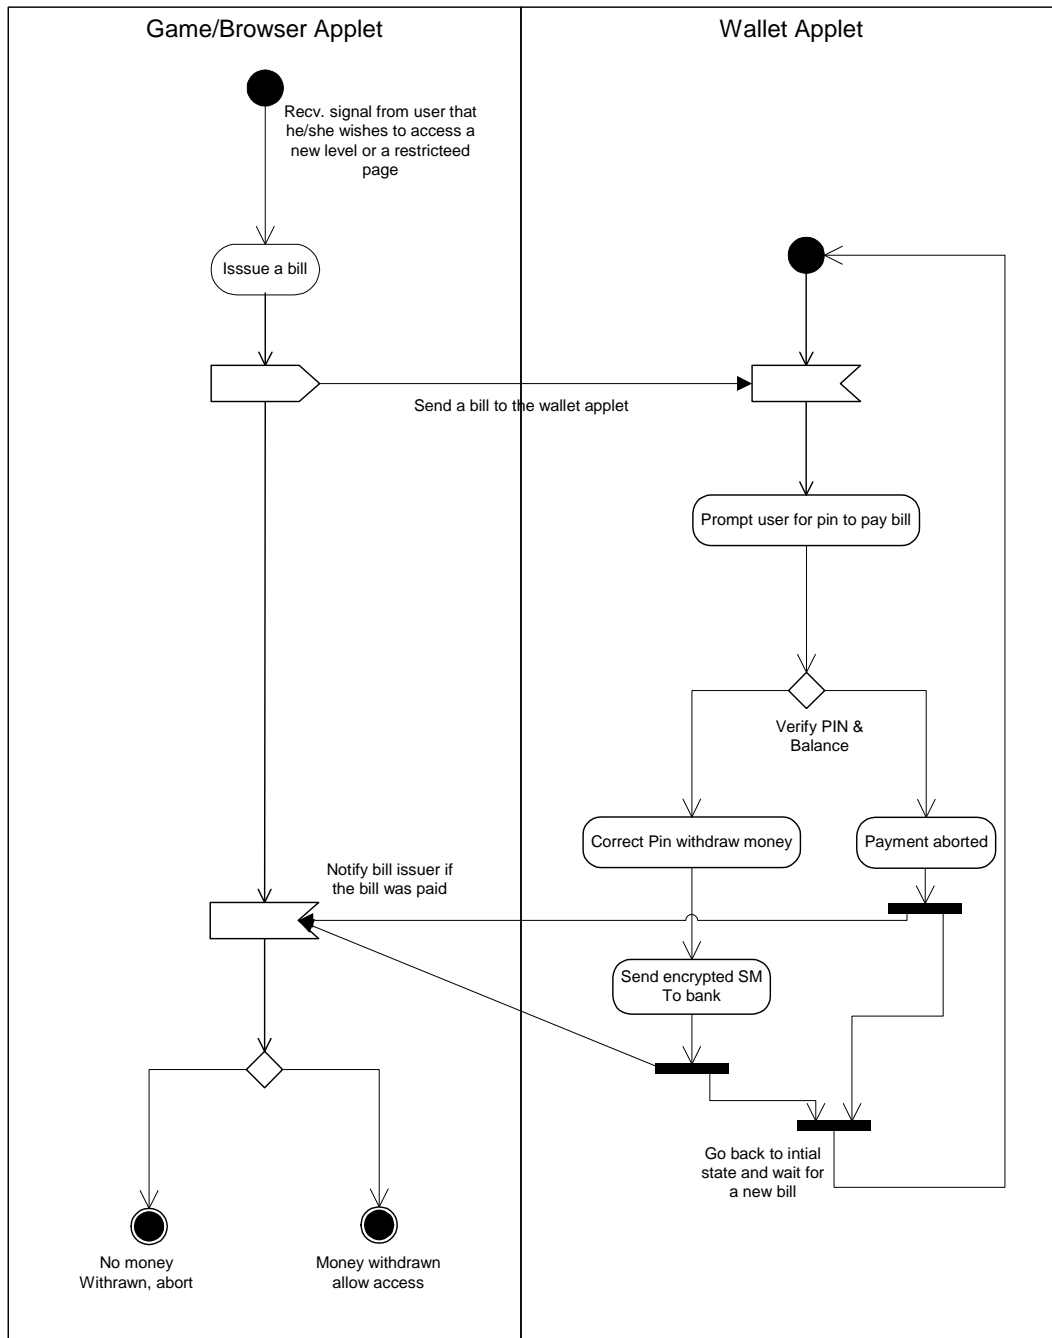 Game/Browser Applet
Wallet Applet
Recv. signal from user that
he/she wishes to access a
new level or a restricteed
page
Isssue a bill
Send a bill to the wallet applet
Prompt user for pin to pay bill
Verify PIN &
Balance
Correct Pin withdraw money
Payment aborted
Notify bill issuer if
the bill was paid
Send encrypted SM
To bank
Go back to intial
state and wait for
a new bill
No money
Withrawn, abort
Money withdrawn
allow access